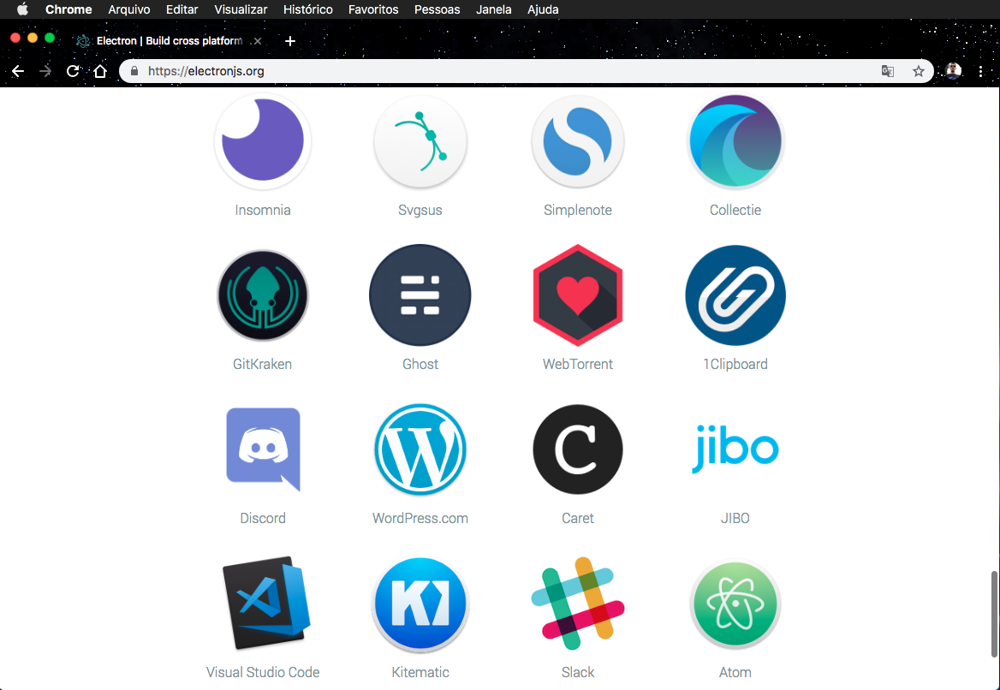 Chrome Arquivo Editar Visualizar Histórico Favoritos Pessoas Janela Ajuda
Electron | Build cross platform
https://electronjs.org
Insomnia Svgsus Simplenote Collectie
GitKraken Ghost WebTorrent 1Clipboard
W C jibo
Discord WordPress.com Caret JIBO
K
Visual Studio Code Kitematic Slack Atom